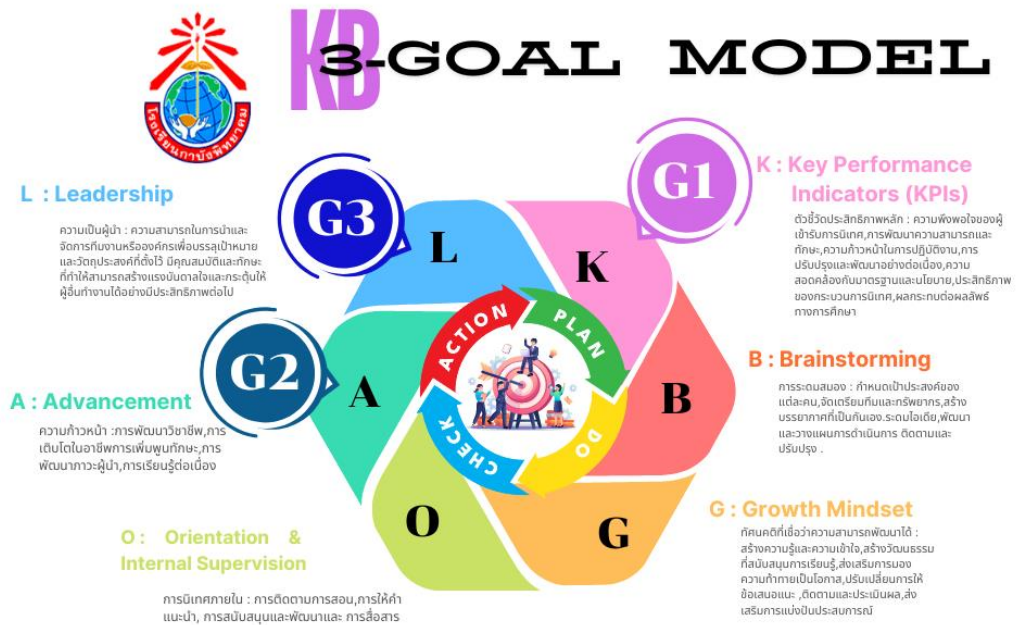 KB 3-GOAL MODEL
โรงเรียนกาบังพิทยาคม
G1
K : Key Performance
Indicators (KPIs)
ตัวชี้วัดประสิทธิภาพหลัก : ความพึงพอใจของผู้
เข้ารับการนิเทศ,การพัฒนาความสามารถและ
ทักษะ,ความก้าวหน้าในการปฏิบัติงาน,การ
ปรับปรุงและพัฒนาอย่างต่อเนื่อง,ความ
สอดคล้องกับมาตรฐานและนโยบาย,ประสิทธิภาพ
ของกระบวนการนิเทศ,ผลกระทบต่อผลลัพธ์
ทางการศึกษา
L : Leadership
ความเป็นผู้นำ : ความสามารถในการนำและ
จัดการทีมงานหรือองค์กรเพื่อบรรลุเป้าหมาย
และวัตถุประสงค์ที่ตั้งไว้ มีคุณสมบัติและทักษะ
ที่ทำให้สามารถสร้างแรงบันดาลใจและกระตุ้นให้
ผู้อื่นทำงานได้อย่างมีประสิทธิภาพต่อไป
G3
L
K
ACTION
PLAN
DO
CHECK
G2
A
B
B : Brainstorming
การระดมสมอง : กำหนดเป้าประสงค์ของ
แต่ละคน,จัดเตรียมทีมและทรัพยากร,สร้าง
บรรยากาศที่เป็นกันเอง.ระดมไอเดีย,พัฒนา
และวางแผนการดำเนินการ ติดตามและ
ปรับปรุง .
A : Advancement
ความก้าวหน้า :การพัฒนาวิชาชีพ,การ
เติบโตในอาชีพการเพิ่มพูนทักษะ,การ
พัฒนาภาวะผู้นำ,การเรียนรู้ต่อเนื่อง
O
G
G : Growth Mindset
ทัศนคติที่เชื่อว่าความสามารถพัฒนาได้ :
สร้างความรู้และความเข้าใจ,สร้างวัฒนธรรม
ที่สนับสนุนการเรียนรู้,ส่งเสริมการมอง
ความท้าทายเป็นโอกาส,ปรับเปลี่ยนการให้
ข้อเสนอแนะ ,ติดตามและประเมินผล,ส่ง
เสริมการแบ่งปันประสบการณ์
O : Orientation &
Internal Supervision
การนิเทศภายใน : การติดตามการสอน,การให้คำ
แนะนำ, การสนับสนุนและพัฒนาและ การสื่อสาร